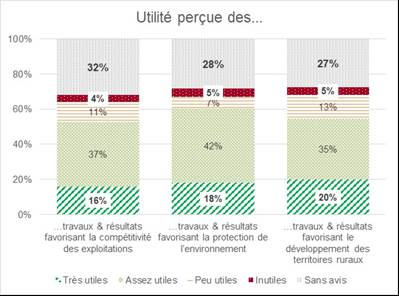 Utilité perçue des...
100%
80%
60%
40%
20%
0%
32%
4%
11%
37%
16%
28%
5%
7%
42%
18%
27%
5%
13%
35%
20%
...travaux & résultats
favorisant la compétitivité
des exploitations
...travaux & résultats
favorisant la protection de
l'environnement
...travaux & résultats
favorisant le
développement des
territoires ruraux
Très utiles
Assez utiles
Peu utiles
Inutiles
Sans avis